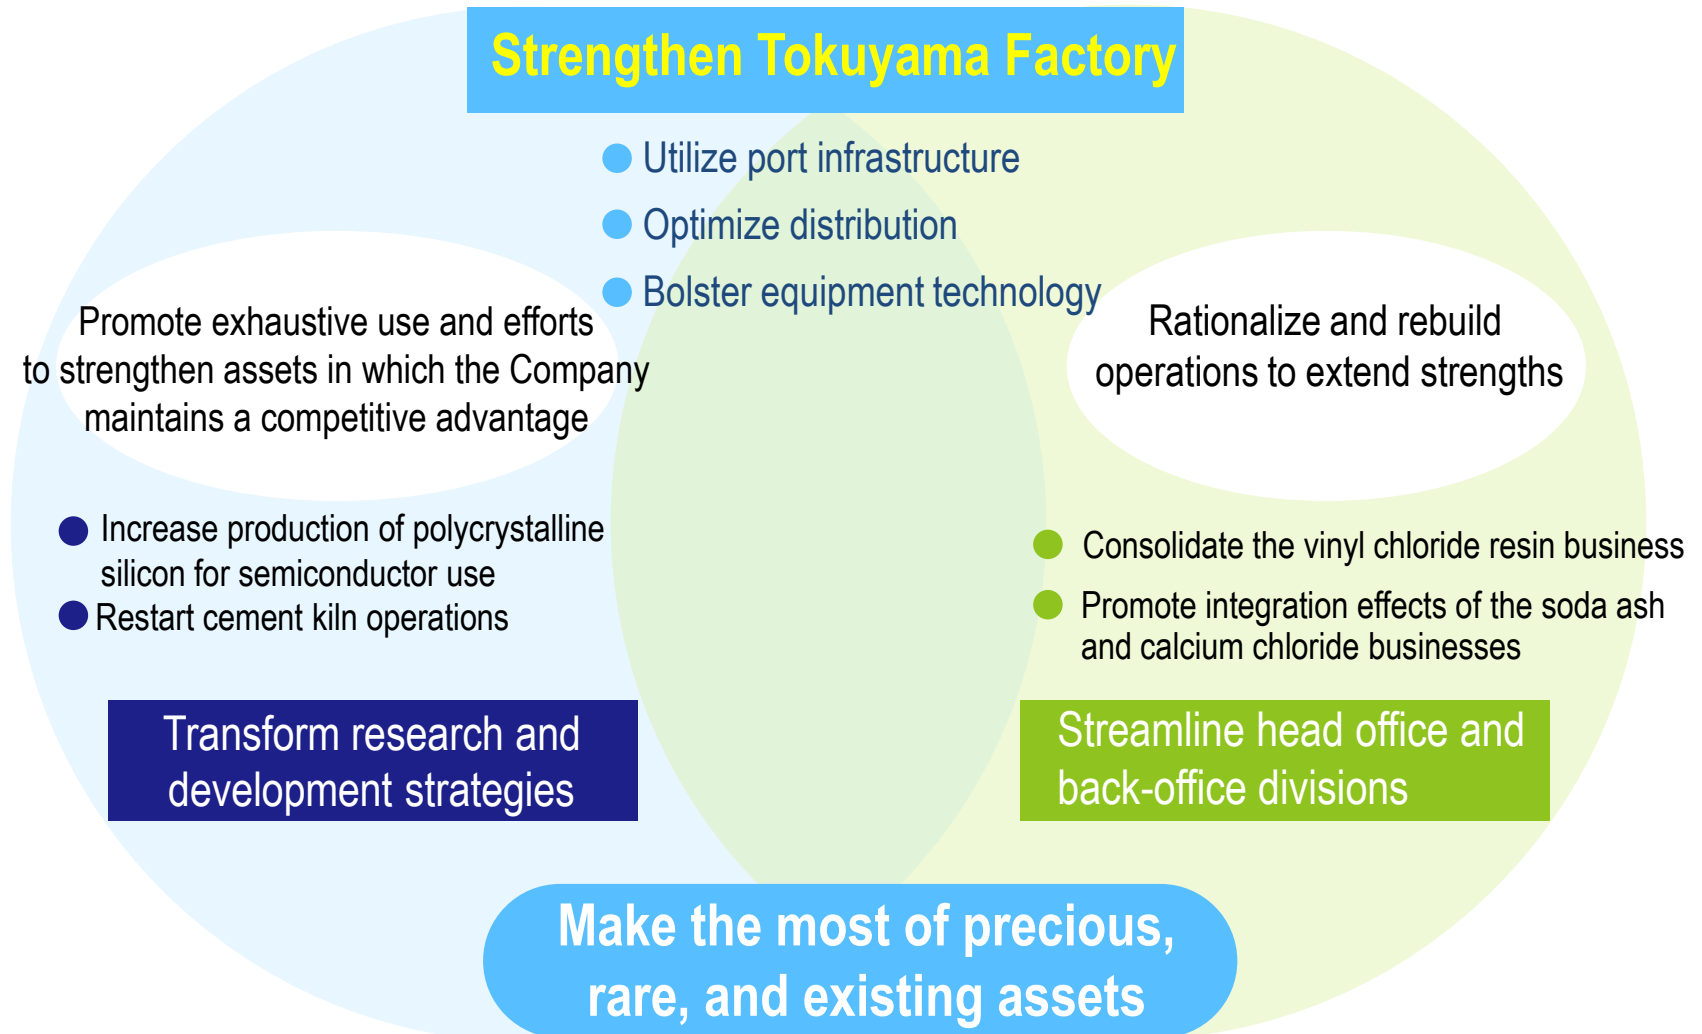 Strengthen Tokuyama Factory
Utilize port infrastructure
Optimize distribution
Bolster equipment technology
Promote exhaustive use and efforts
to strengthen assets in which the Company
maintains a competitive advantage
Rationalize and rebuild
operations to extend strengths
Increase production of polycrystalline
silicon for semiconductor use
Restart cement kiln operations
Consolidate the vinyl chloride resin business
Promote integration effects of the soda ash
and calcium chloride businesses
Transform research and
development strategies
Streamline head office and
back-office divisions
Make the most of precious,
rare, and existing assets